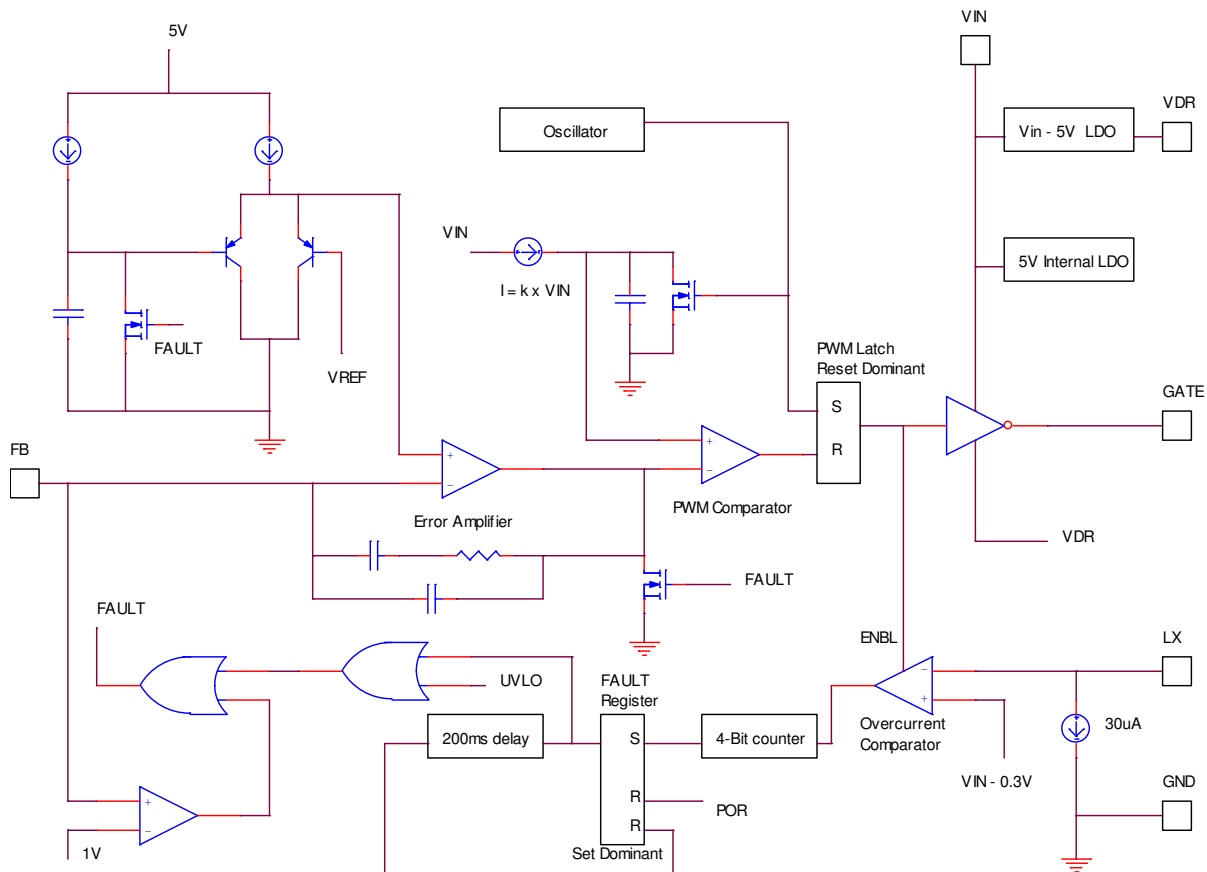 VIN
5V
VDR
Oscillator
Vin - 5V LDO
VIN
5V Internal LDO
I = k x VIN
FAULT
VREF
PWM Latch
Reset Dominant
GATE
S
R
FB
+
-
+
-
Error Amplifier
PWM Comparator
VDR
FAULT
FAULT
ENBL
LX
UVLO
FAULT
Register
-
+
200ms delay
S
4-Bit counter
Overcurrent
Comparator
30uA
VIN - 0.3V
GND
+
-
R
POR
R
1V
Set Dominant